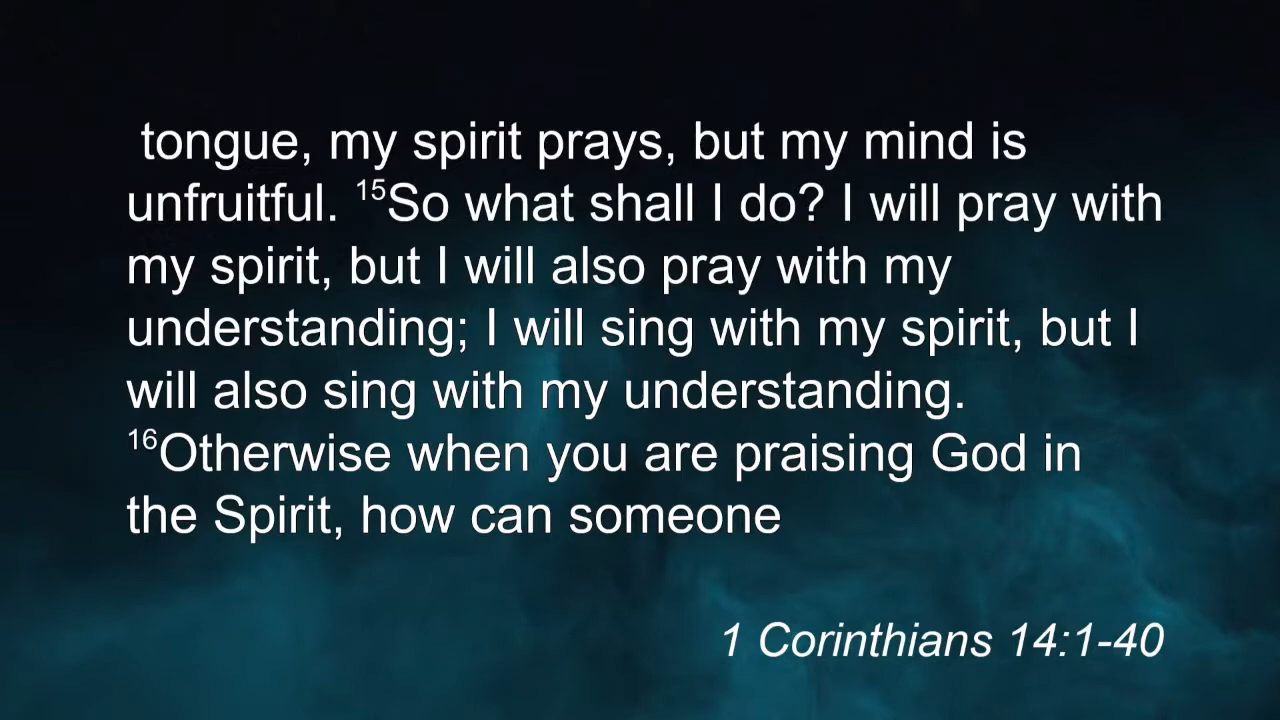 tongue, my spirit prays, but my mind is
unfruitful. ¹⁵So what shall I do? I will pray with
my spirit, but I will also pray with my
understanding; I will sing with my spirit, but I
will also sing with my understanding.
¹⁶Otherwise when you are praising God in
the Spirit, how can someone
1 Corinthians 14:1-40